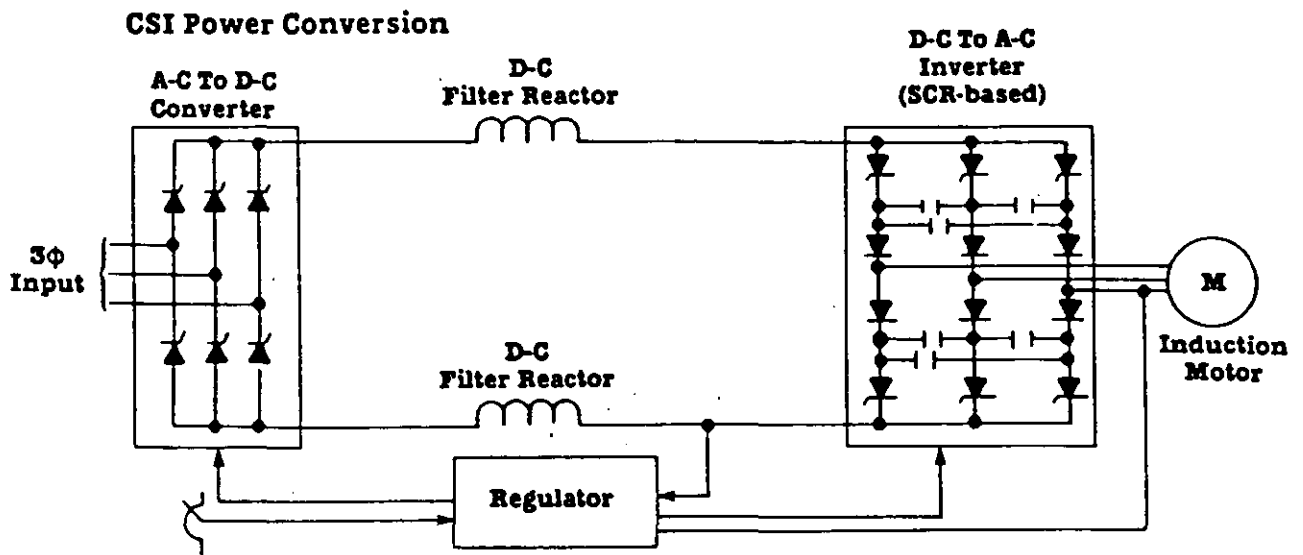 CSI Power Conversion
A-C To D-C
Converter
D-C
Filter Reactor
D-C To A-C
Inverter
(SCR-based)
3φ
Input
M
Induction
Motor
D-C
Filter Reactor
Regulator